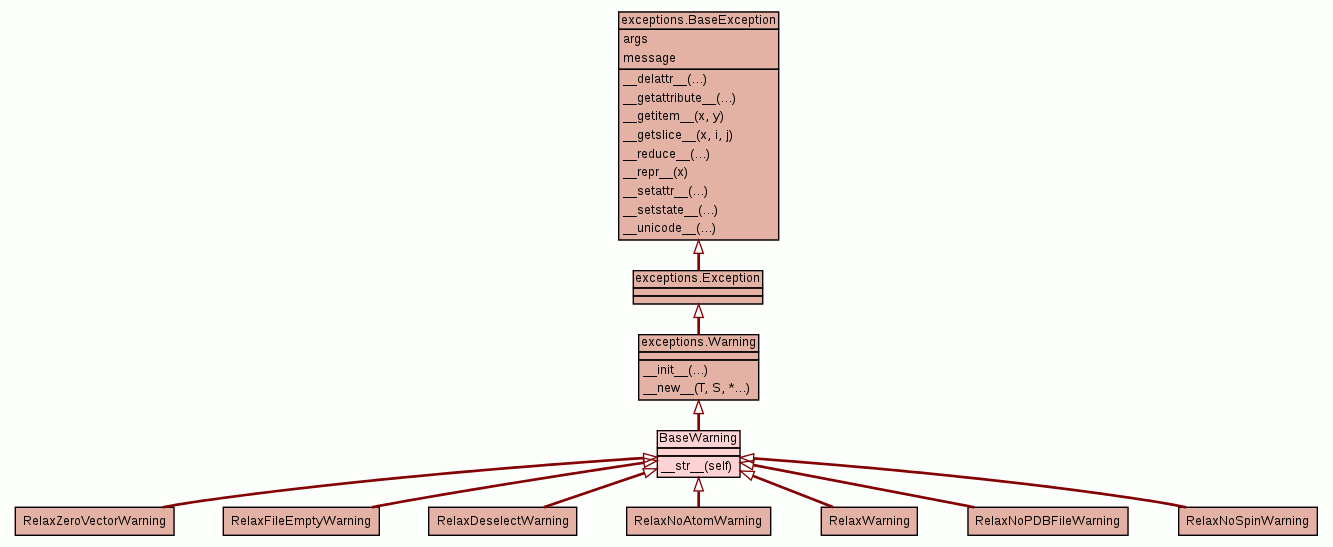 exceptions.BaseException
args
message
__delattr__(...)
__getattribute__(...)
__getitem__(x, y)
__getslice__(x, i, j)
__reduce__(...)
__repr__(x)
__setattr__(...)
__setstate__(...)
__unicode__(...)
exceptions.Exception
exceptions.Warning
__init__(...)
__new__(T, S, *...)
BaseWarning
__str__(self)
RelaxZeroVectorWarning
RelaxFileEmptyWarning
RelaxDeselectWarning
RelaxNoAtomWarning
RelaxWarning
RelaxNoPDBFileWarning
RelaxNoSpinWarning